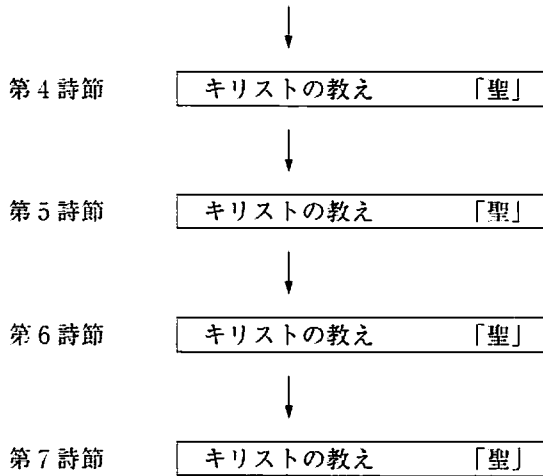 第4詩節 キリストの教え 「聖」
第5詩節 キリストの教え 「聖」
第6詩節 キリストの教え 「聖」
第7詩節 キリストの教え 「聖」